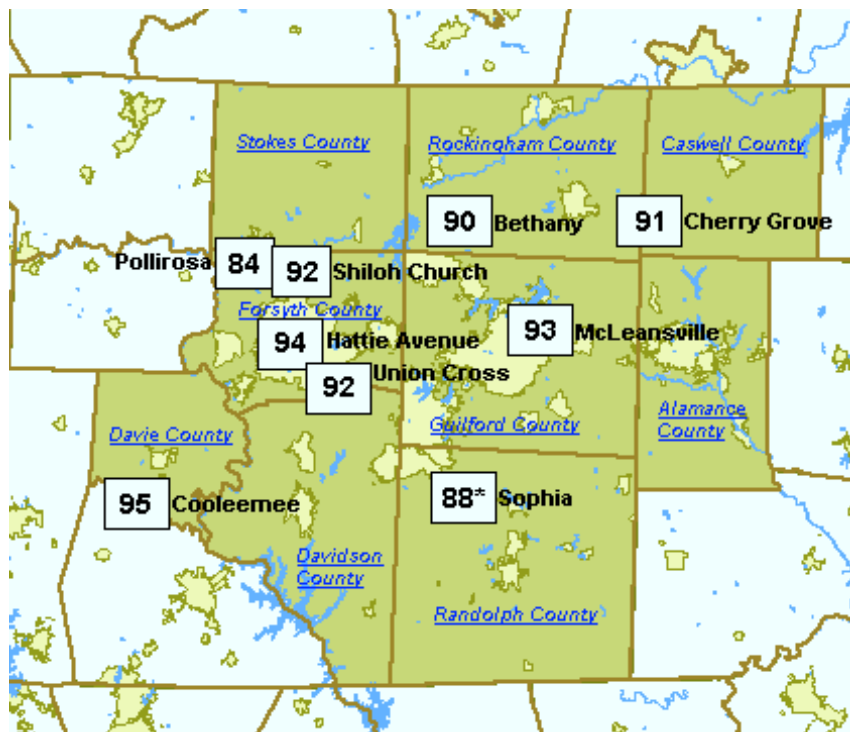 Stokes County
Rockingham County
Caswell County
90 Bethany
91 Cherry Grove
Pollirosa 84
92 Shiloh Church
Forsyth County
94 Hattie Avenue
93 McLeansville
92 Union Cross
Davie County
Guilford County
Alamance
County
95 Cooleemee
88* Sophia
Davidson
County
Randolph County